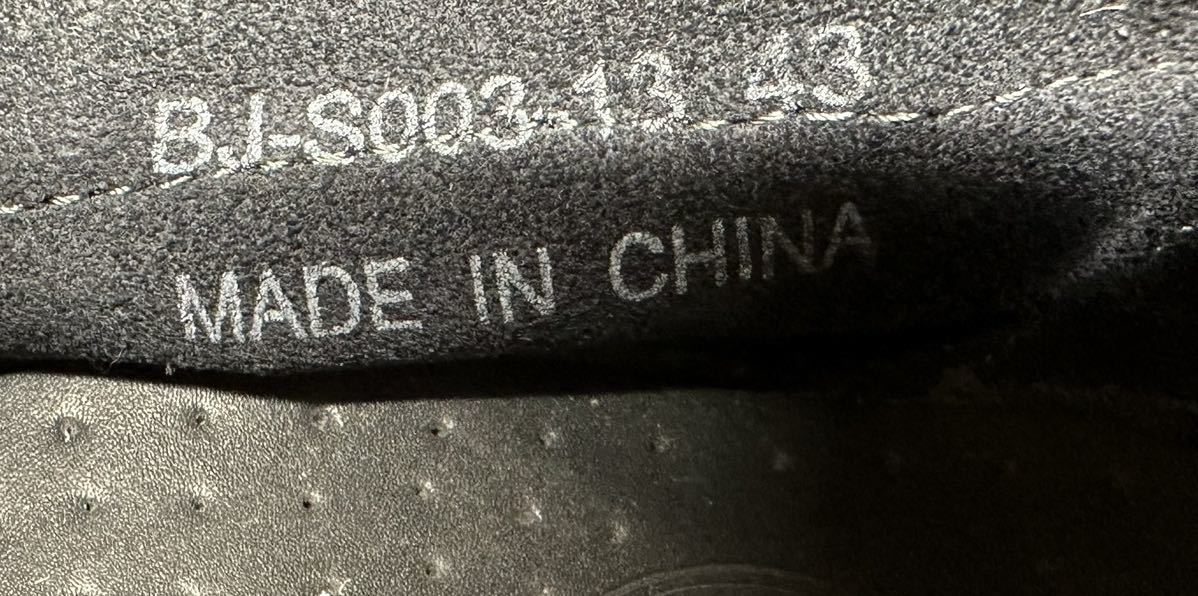 BJ-S003-13 43
MADE IN CHINA